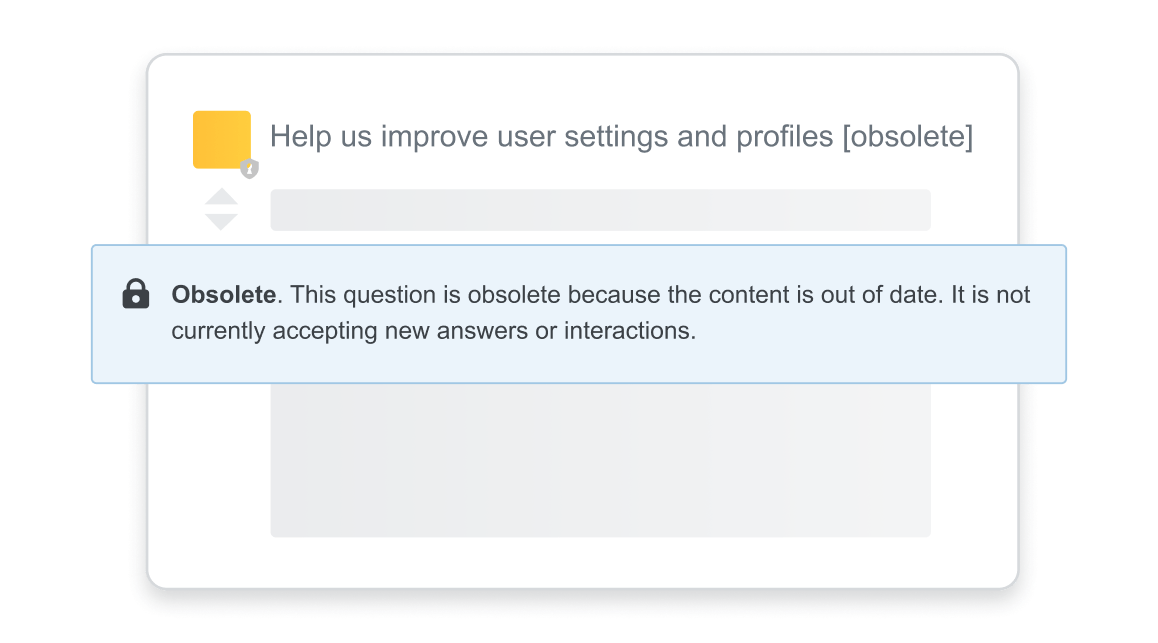 Help us improve user settings and profiles [obsolete]
Obsolete. This question is obsolete because the content is out of date. It is not
currently accepting new answers or interactions.